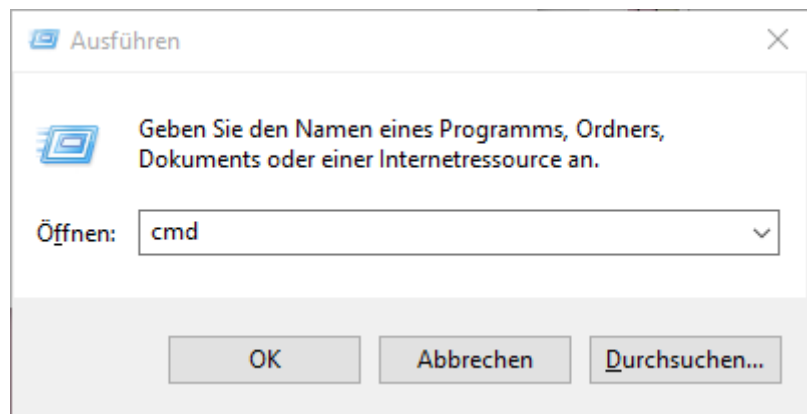 Ausführen
Geben Sie den Namen eines Programms, Ordners,
Dokuments oder einer Internetressource an.
Öffnen: cmd
OK Abbrechen Durchsuchen...